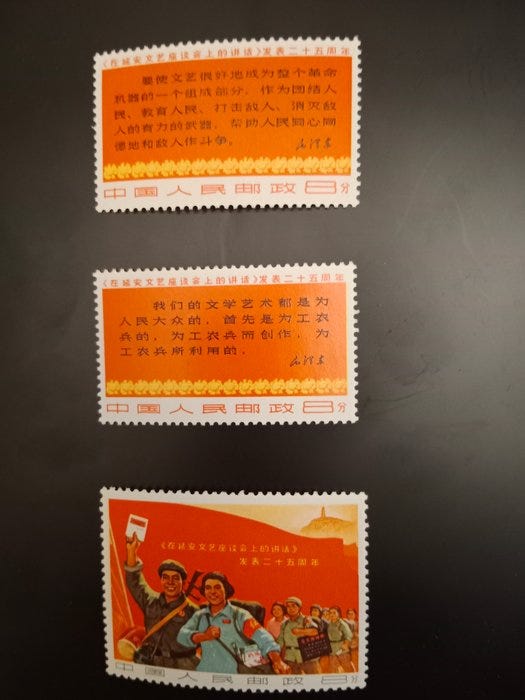 《在延安文艺座谈会上的讲话》发表二十五周年
要使文艺很好地成为整个革命
机器的一个组成部分,作为团结人
民、教育人民、打击敌人、消灭敌
人的有力的武器,帮助人民同心同
德地和敌人作斗争。
毛泽东
中国人民邮政8分
《在延安文艺座谈会上的讲话》发表二十五周年
我们的文学艺术都是为
人民大众的,首先是为工农
兵的,为工农兵而创作,为
工农兵所利用的。
毛泽东
中国人民邮政8分
《在延安文艺座谈会上的讲话》
发表二十五周年
中国人民邮政8分